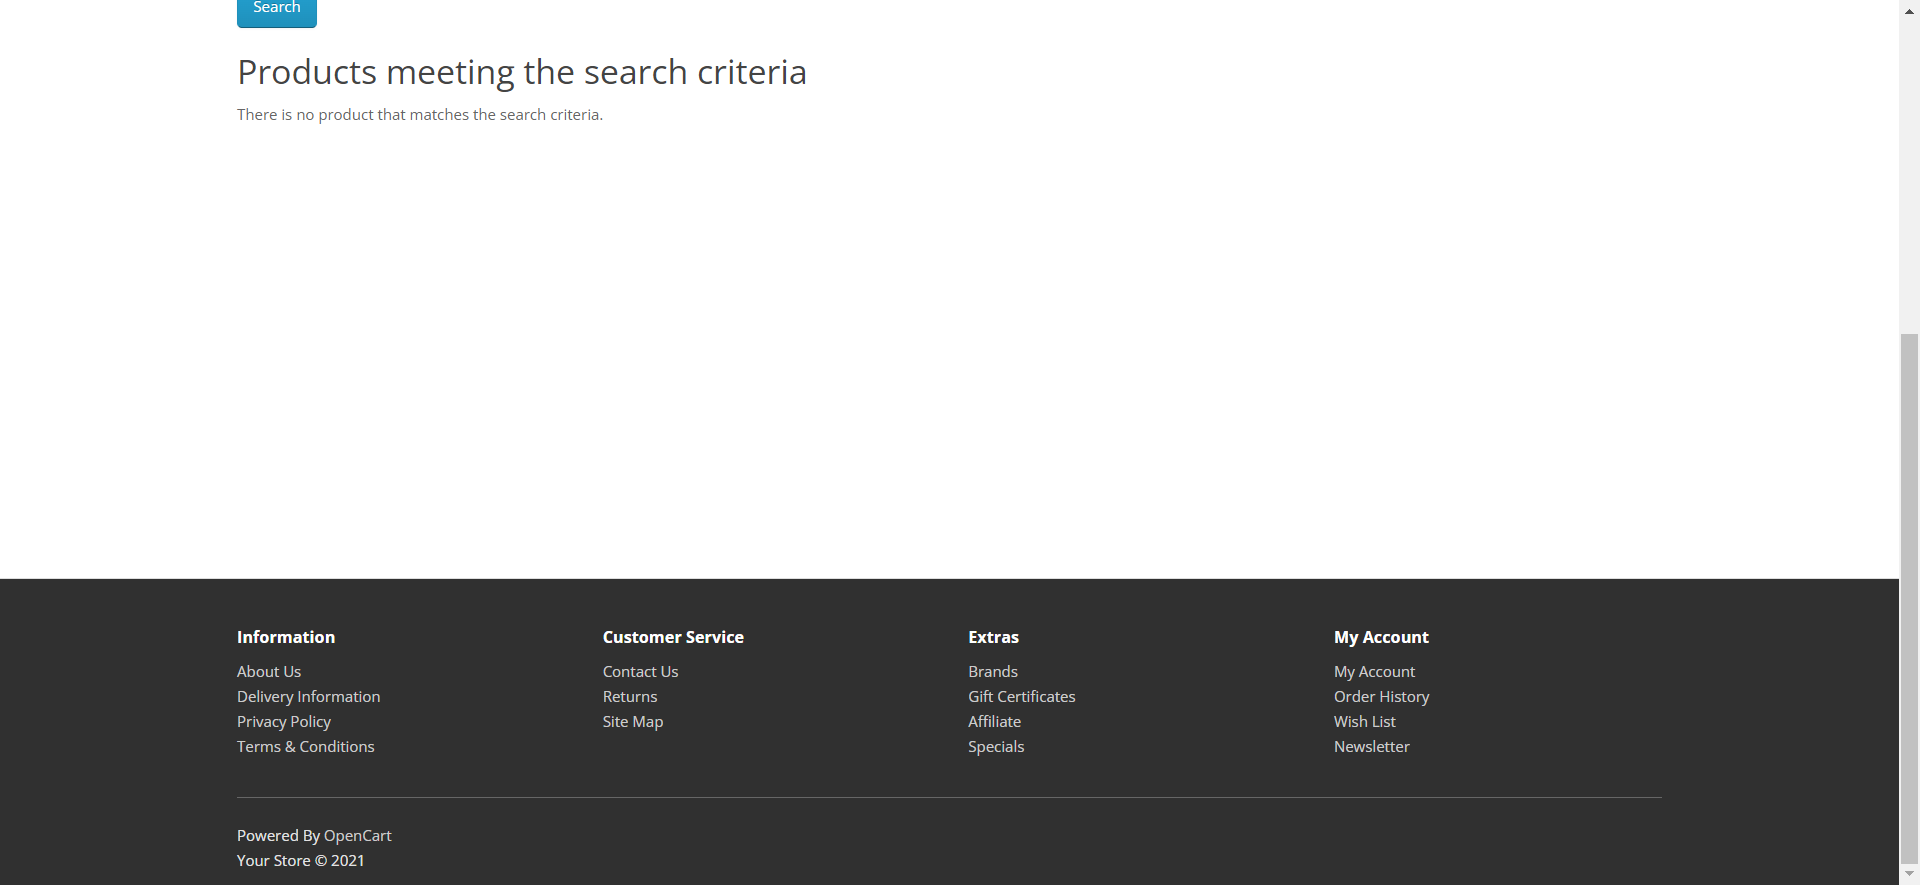 Search
Products meeting the search criteria
There is no product that matches the search criteria.
Information
About Us
Delivery Information
Privacy Policy
Terms & Conditions
Customer Service
Contact Us
Returns
Site Map
Extras
Brands
Gift Certificates
Affiliate
Specials
My Account
My Account
Order History
Wish List
Newsletter
Powered By OpenCart
Your Store © 2021